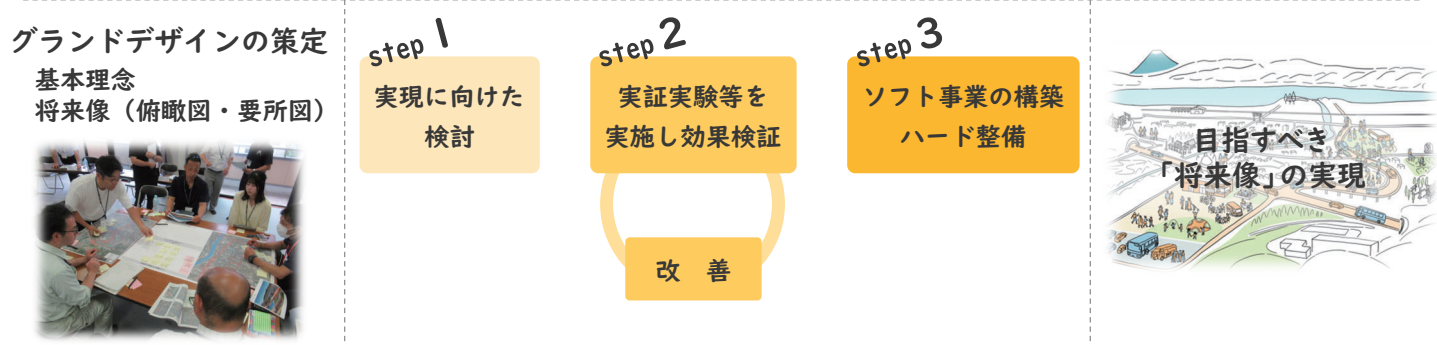 グランドデザインの策定
基本理念
将来像（俯瞰図・要所図）
step 1
実現に向けた
検討
step 2
実証実験等を
実施し効果検証
改　善
step 3
ソフト事業の構築
ハード整備
目指すべき
「将来像」の実現